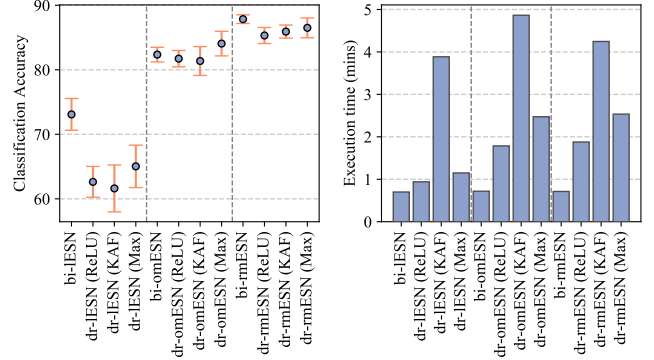 Classification Accuracy
90
80
70
60
bi-lESN
dr-lESN (ReLU)
dr-lESN (KAF)
dr-lESN (Max)
bi-omESN
dr-omESN (ReLU)
dr-omESN (KAF)
dr-omESN (Max)
bi-rmESN
dr-rmESN (ReLU)
dr-rmESN (KAF)
dr-rmESN (Max)
Execution time (mins)
5
4
3
2
1
0
bi-lESN
dr-lESN (ReLU)
dr-lESN (KAF)
dr-lESN (Max)
bi-omESN
dr-omESN (ReLU)
dr-omESN (KAF)
dr-omESN (Max)
bi-rmESN
dr-rmESN (ReLU)
dr-rmESN (KAF)
dr-rmESN (Max)